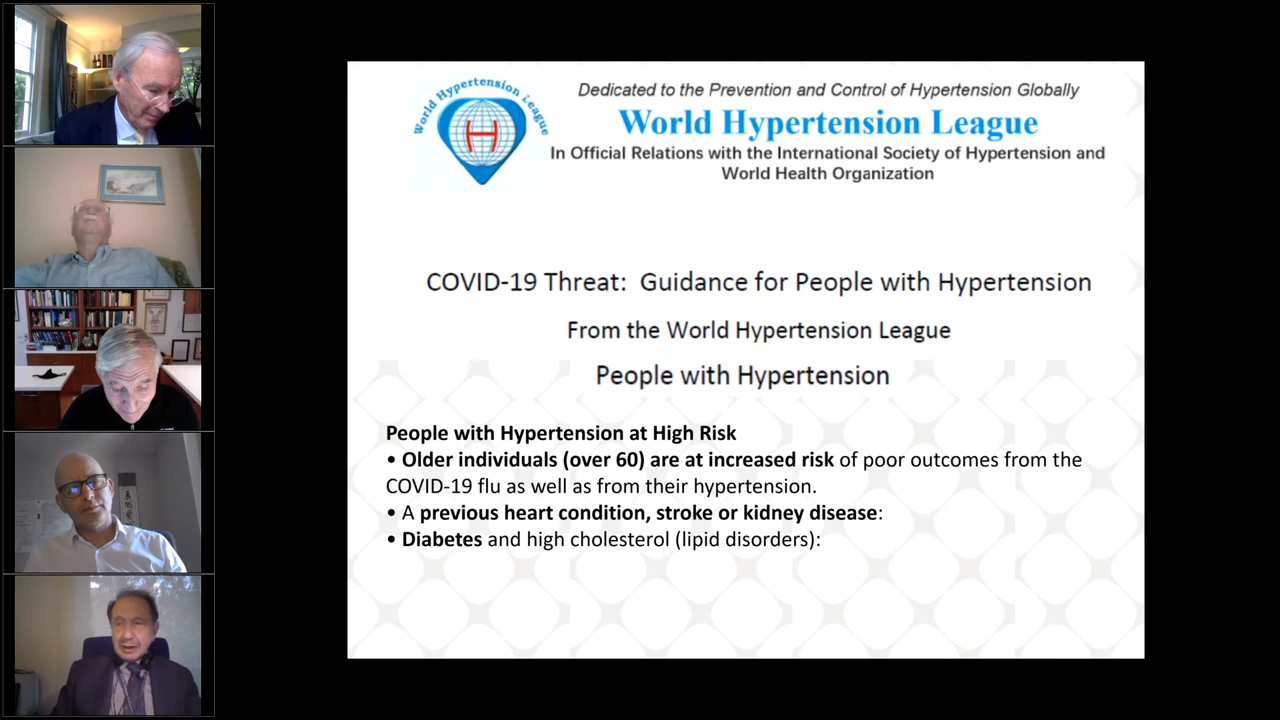 World Hypertension League
Dedicated to the Prevention and Control of Hypertension Globally
World Hypertension League
In Official Relations with the International Society of Hypertension and
World Health Organization
H
COVID-19 Threat: Guidance for People with Hypertension
From the World Hypertension League
People with Hypertension
People with Hypertension at High Risk
• Older individuals (over 60) are at increased risk of poor outcomes from the
COVID-19 flu as well as from their hypertension.
• A previous heart condition, stroke or kidney disease:
• Diabetes and high cholesterol (lipid disorders):